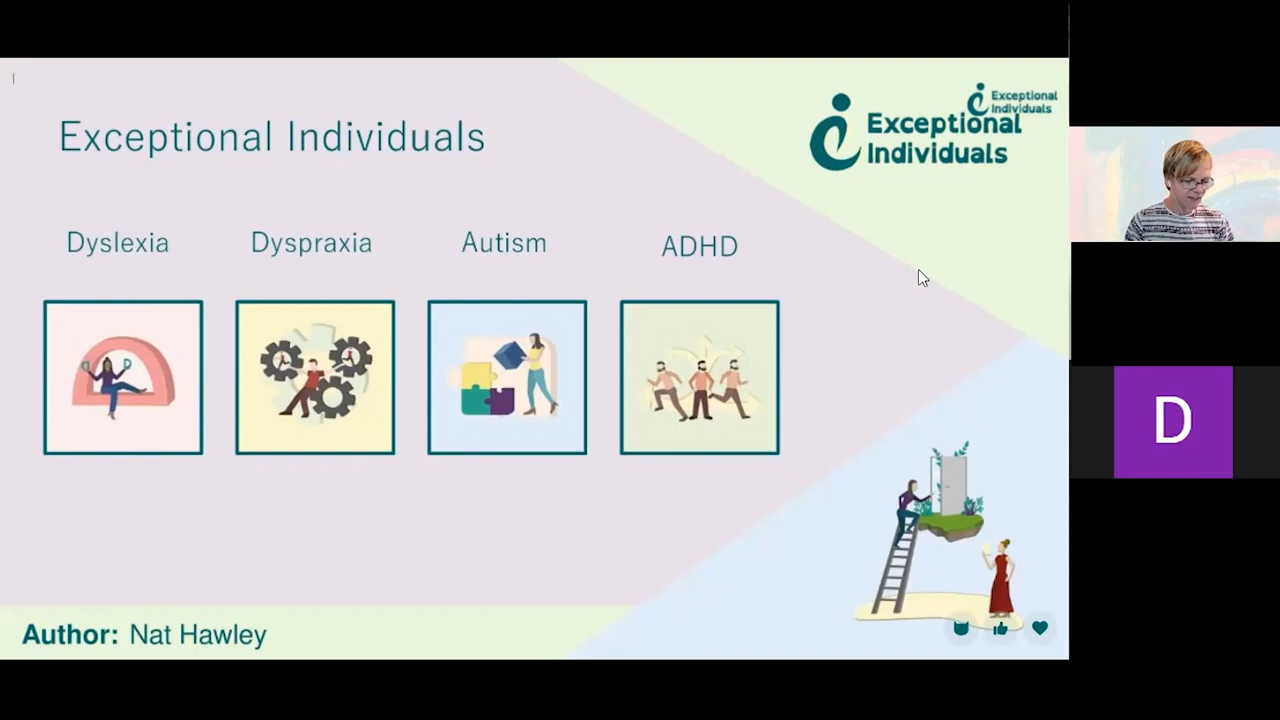 Exceptional Individuals
Exceptional
Individuals
Exceptional
Individuals
Dyslexia
Dyspraxia
Autism
ADHD
D
Author: Nat Hawley
D